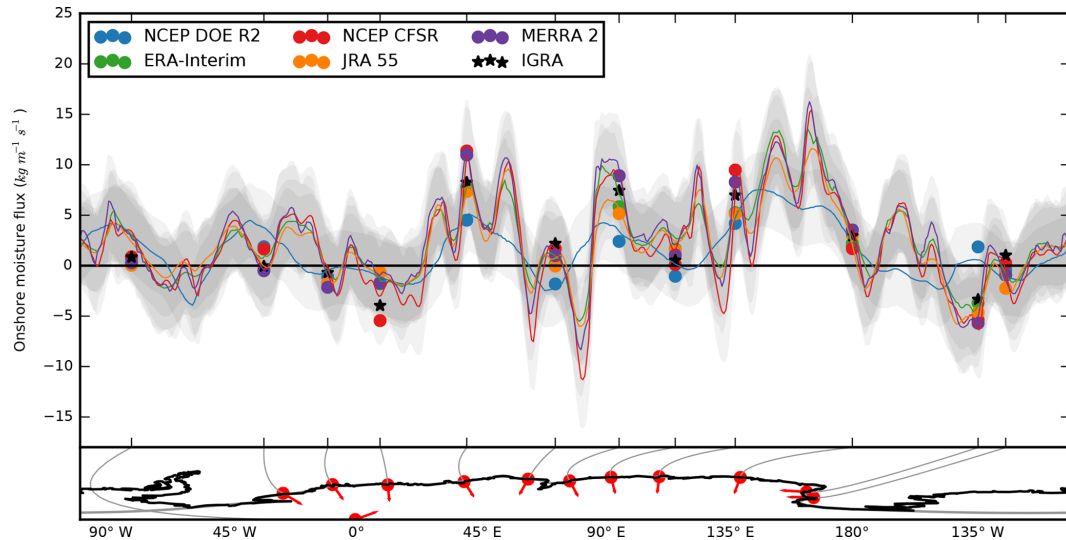 25
20
15
10
5
0
−5
−10
−15
Onshore moisture flux (kg m⁻¹ s⁻¹ )
NCEP DOE R2 NCEP CFSR MERRA 2
ERA-Interim JRA 55 IGRA
90° W 45° W 0° 45° E 90° E 135° E 180° 135° W